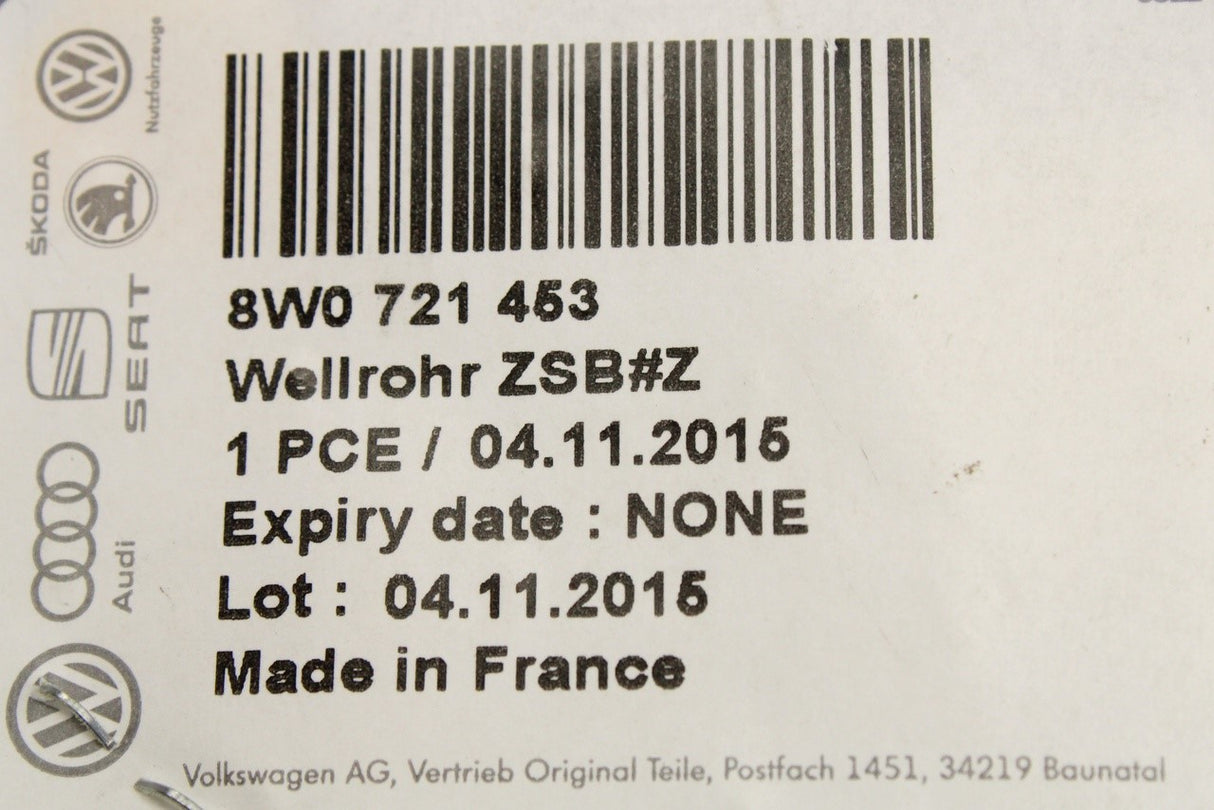 8W0 721 453
Wellrohr ZSB#Z
1 PCE / 04.11.2015
Expiry date : NONE
Lot : 04.11.2015
Made in France
Volkswagen AG, Vertrieb Original Teile, Postfach 1451, 34219 Baunatal
Nutzfahrzeuge
ŠKODA
SEAT
Audi